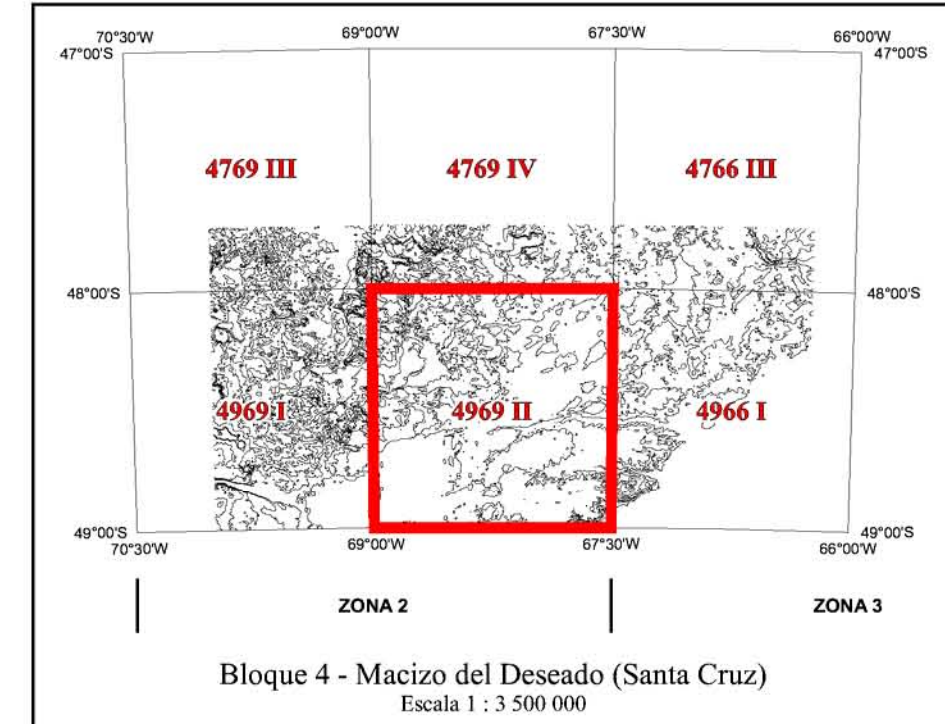 70°30'W 69°00'W 67°30'W 66°00'W
47°00'S 47°00'S
4769 III 4769 IV 4766 III
48°00'S 48°00'S
4969 I 4969 II 4966 I
49°00'S 49°00'S
70°30'W 69°00'W 67°30'W 66°00'W
ZONA 2 ZONA 3
Bloque 4 - Macizo del Deseado (Santa Cruz)
Escala 1 : 3 500 000